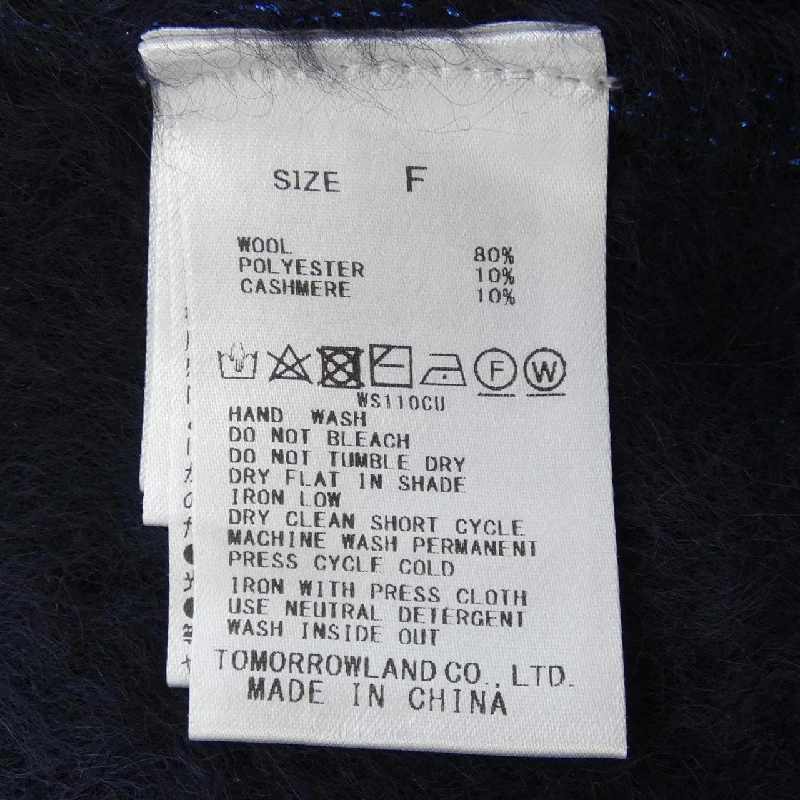 SIZE F
WOOL 80%
POLYESTER 10%
CASHMERE 10%
F W
WS110CU
HAND WASH
DO NOT BLEACH
DO NOT TUMBLE DRY
DRY FLAT IN SHADE
IRON LOW
DRY CLEAN SHORT CYCLE
MACHINE WASH PERMANENT
PRESS CYCLE COLD
IRON WITH PRESS CLOTH
USE NEUTRAL DETERGENT
WASH INSIDE OUT
TOMORROWLAND CO., LTD.
MADE IN CHINA